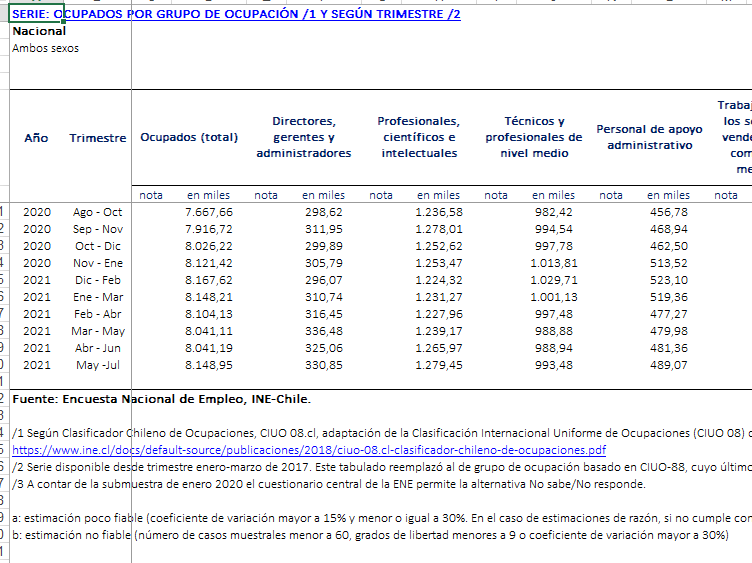 SERIE: OCUPADOS POR GRUPO DE OCUPACIÓN /1 Y SEGÚN TRIMESTRE /2
Nacional
Ambos sexos
Año Trimestre Ocupados (total) Directores, gerentes y administradores Profesionales, científicos e intelectuales Técnicos y profesionales de nivel medio Personal de apoyo administrativo
nota en miles nota en miles nota en miles nota en miles nota en miles nota
2020 Ago - Oct 7.667,66 298,62 1.236,58 982,42 456,78
2020 Sep - Nov 7.916,72 311,95 1.278,01 994,54 468,94
2020 Oct - Dic 8.026,22 299,89 1.252,62 997,78 462,50
2020 Nov - Ene 8.121,42 305,79 1.253,47 1.013,81 513,52
2021 Dic - Feb 8.167,62 296,07 1.224,32 1.029,71 523,10
2021 Ene - Mar 8.148,21 310,74 1.231,27 1.001,13 519,36
2021 Feb - Abr 8.104,13 316,45 1.227,96 997,48 477,27
2021 Mar - May 8.041,11 336,48 1.239,17 988,88 479,98
2021 Abr - Jun 8.041,19 325,06 1.265,97 988,94 481,36
2021 May -Jul 8.148,95 330,85 1.279,45 993,48 489,07
Fuente: Encuesta Nacional de Empleo, INE-Chile.
/1 Según Clasificador Chileno de Ocupaciones, CIUO 08.cl, adaptación de la Clasificación Internacional Uniforme de Ocupaciones (CIUO 08)
https://www.ine.cl/docs/default-source/publicaciones/2018/ciuo-08.cl-clasificador-chileno-de-ocupaciones.pdf
/2 Serie disponible desde trimestre enero-marzo de 2017. Este tabulado reemplazó al de grupo de ocupación basado en CIUO-88, cuyo último
/3 A contar de la submuestra de enero 2020 el cuestionario central de la ENE permite la alternativa No sabe/No responde.
a: estimación poco fiable (coeficiente de variación mayor a 15% y menor o igual a 30%. En el caso de estimaciones de razón, si no cumple con
b: estimación no fiable (número de casos muestrales menor a 60, grados de libertad menores a 9 o coeficiente de variación mayor a 30%)